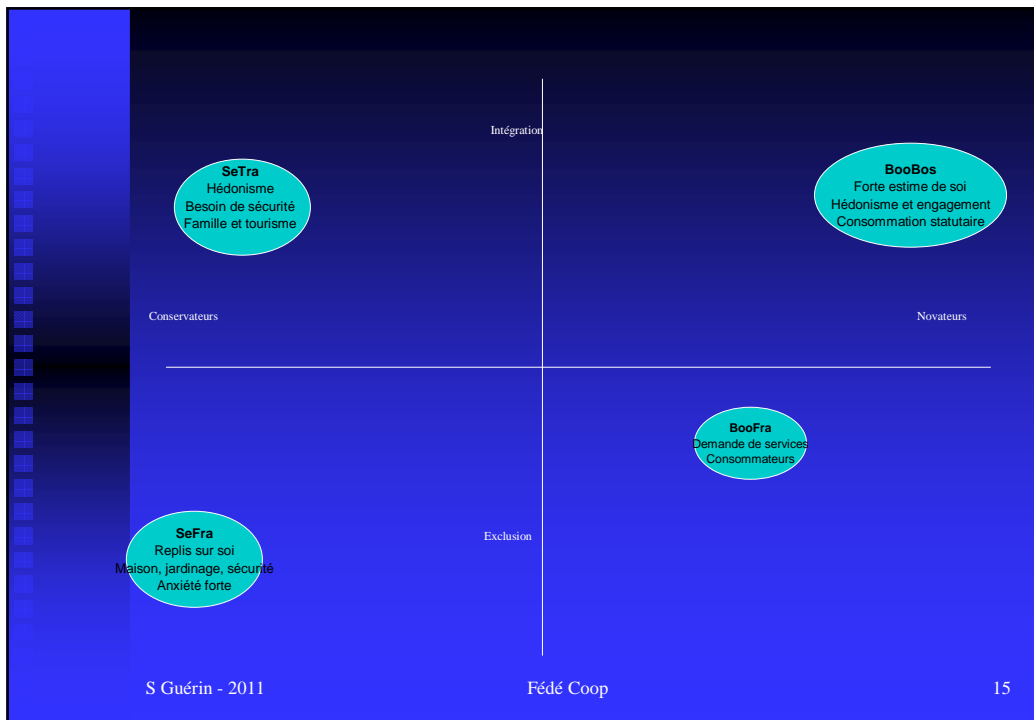 Intégration
SeTra
Hédonisme
Besoin de sécurité
Famille et tourisme
BooBos
Forte estime de soi
Hédonisme et engagement
Consommation statutaire
Conservateurs
Novateurs
BooFra
Demande de services
Consommateurs
SeFra
Replis sur soi
Maison, jardinage, sécurité
Anxiété forte
Exclusion
S Guérin - 2011
Fédé Coop
15